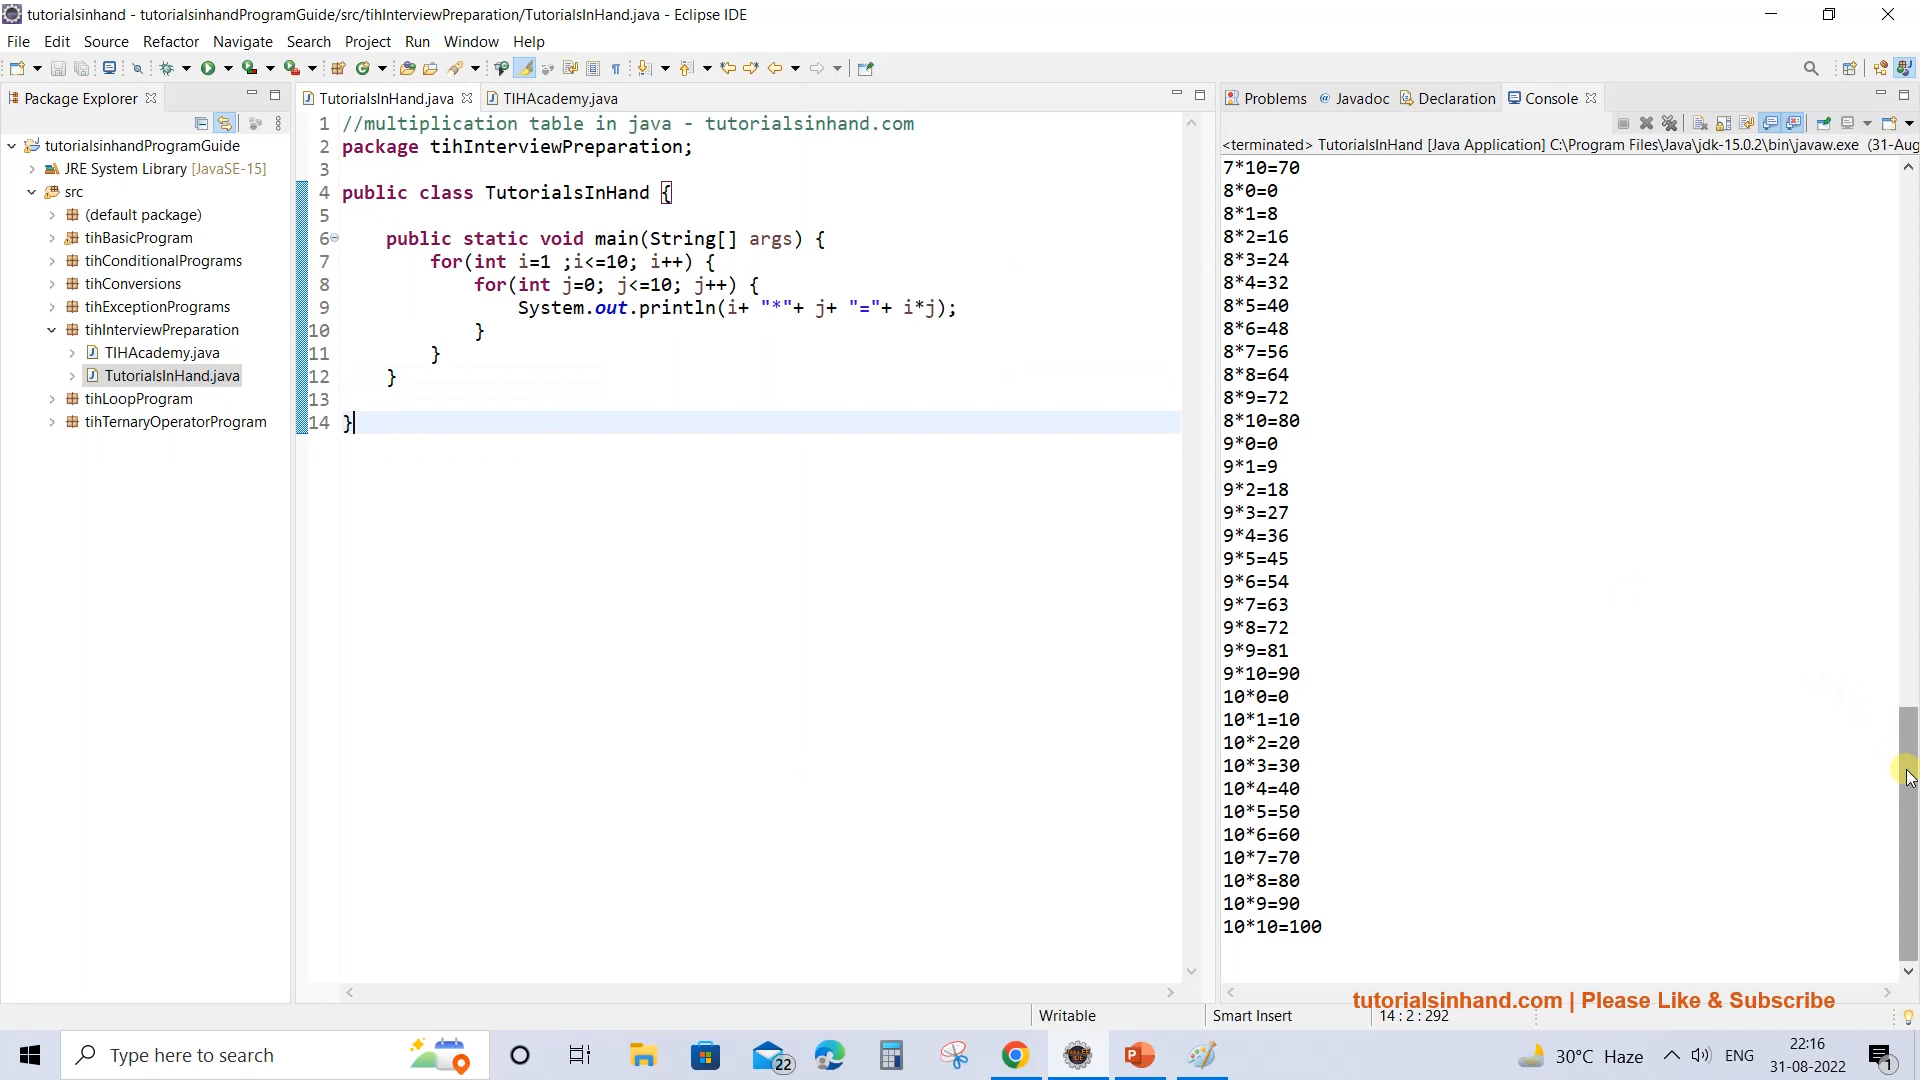 tutorialsinhand - tutorialsinhandProgramGuide/src/tihInterviewPreparation/TutorialsInHand.java - Eclipse IDE
File Edit Source Refactor Navigate Search Project Run Window Help
Package Explorer
tutorialsinhandProgramGuide
JRE System Library [JavaSE-15]
src
(default package)
tihBasicProgram
tihConditionalPrograms
tihConversions
tihExceptionPrograms
tihInterviewPreparation
TIHAcademy.java
TutorialsInHand.java
tihLoopProgram
tihTernaryOperatorProgram
TutorialsInHand.java TIHAcademy.java
1 //multiplication table in java - tutorialsinhand.com
2 package tihInterviewPreparation;
3
4 public class TutorialsInHand {
5
6 public static void main(String[] args) {
7 for(int i=1 ;i<=10; i++) {
8 for(int j=0; j<=10; j++) {
9 System.out.println(i+ "*"+ j+ "="+ i*j);
10 }
11 }
12 }
13
14 }
Problems Javadoc Declaration Console
<terminated> TutorialsInHand [Java Application] C:\Program Files\Java\jdk-15.0.2\bin\javaw.exe (31-Aug
7*10=70
8*0=0
8*1=8
8*2=16
8*3=24
8*4=32
8*5=40
8*6=48
8*7=56
8*8=64
8*9=72
8*10=80
9*0=0
9*1=9
9*2=18
9*3=27
9*4=36
9*5=45
9*6=54
9*7=63
9*8=72
9*9=81
9*10=90
10*0=0
10*1=10
10*2=20
10*3=30
10*4=40
10*5=50
10*6=60
10*7=70
10*8=80
10*9=90
10*10=100
tutorialsinhand.com | Please Like & Subscribe
Writable Smart Insert 14 : 2 : 292
Type here to search
22
30°C Haze ENG
22:16
31-08-2022
1